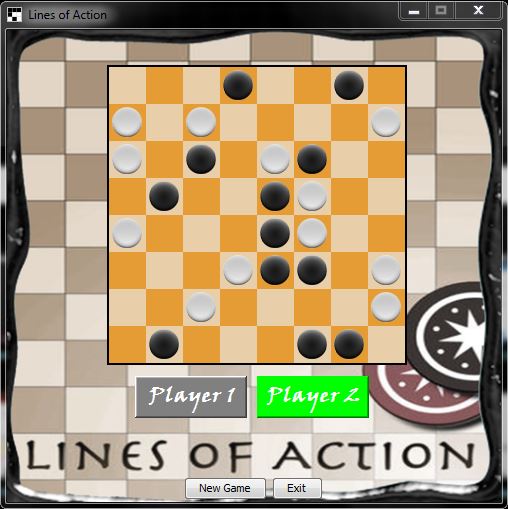 Lines of Action
Player 1
Player 2
LINES OF ACTION
New Game
Exit